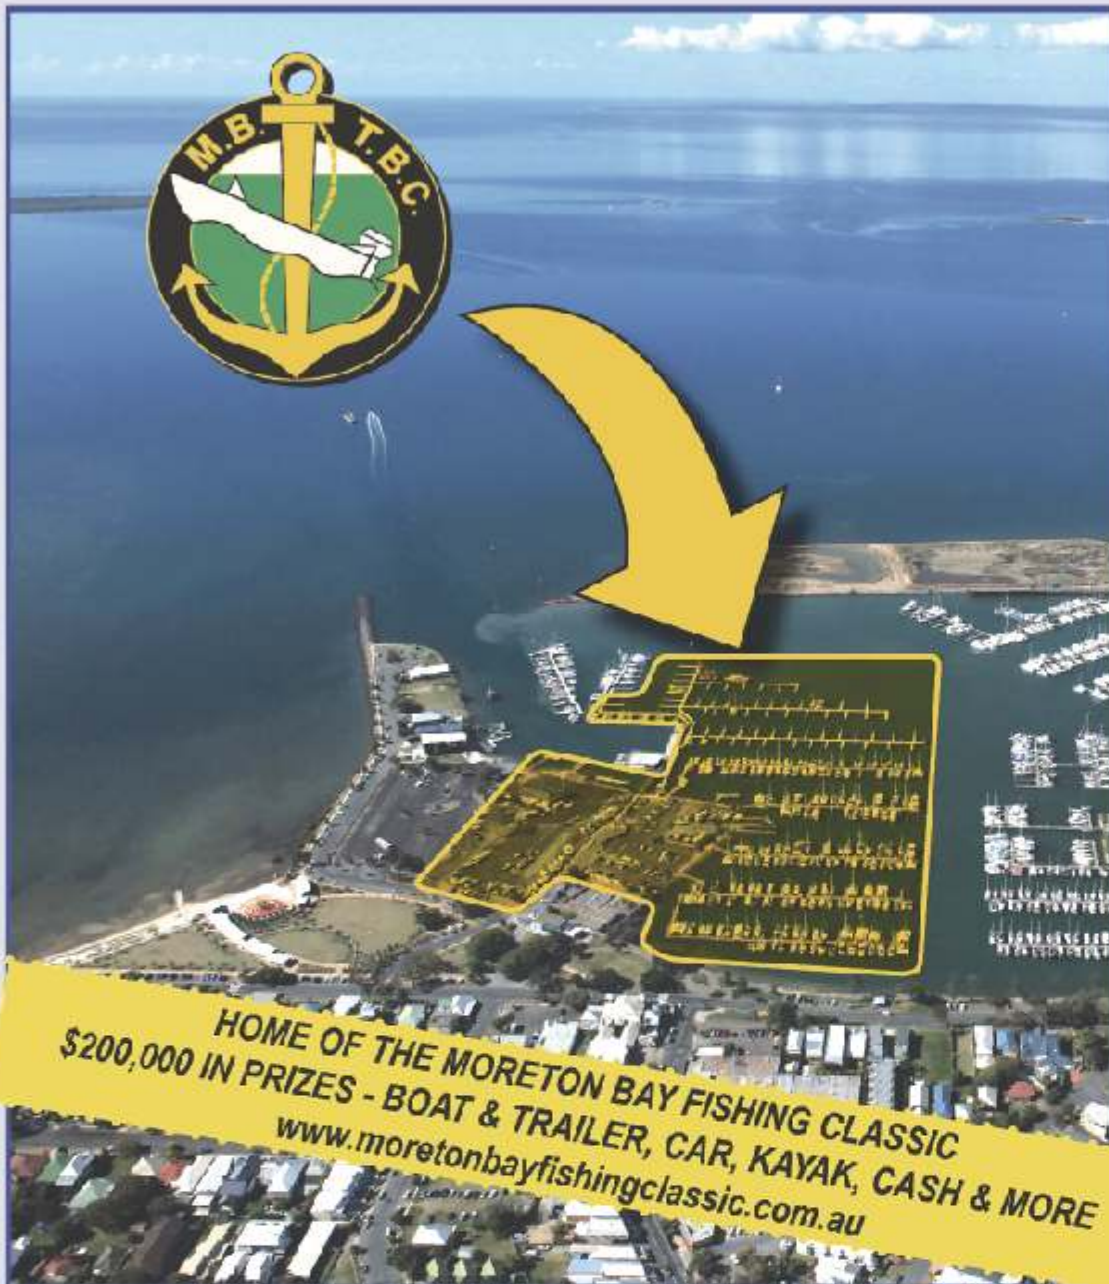 M.B. T.B.C.
HOME OF THE MORETON BAY FISHING CLASSIC
$200,000 IN PRIZES - BOAT & TRAILER, CAR, KAYAK, CASH & MORE
www.moretonbayfishingclassic.com.au